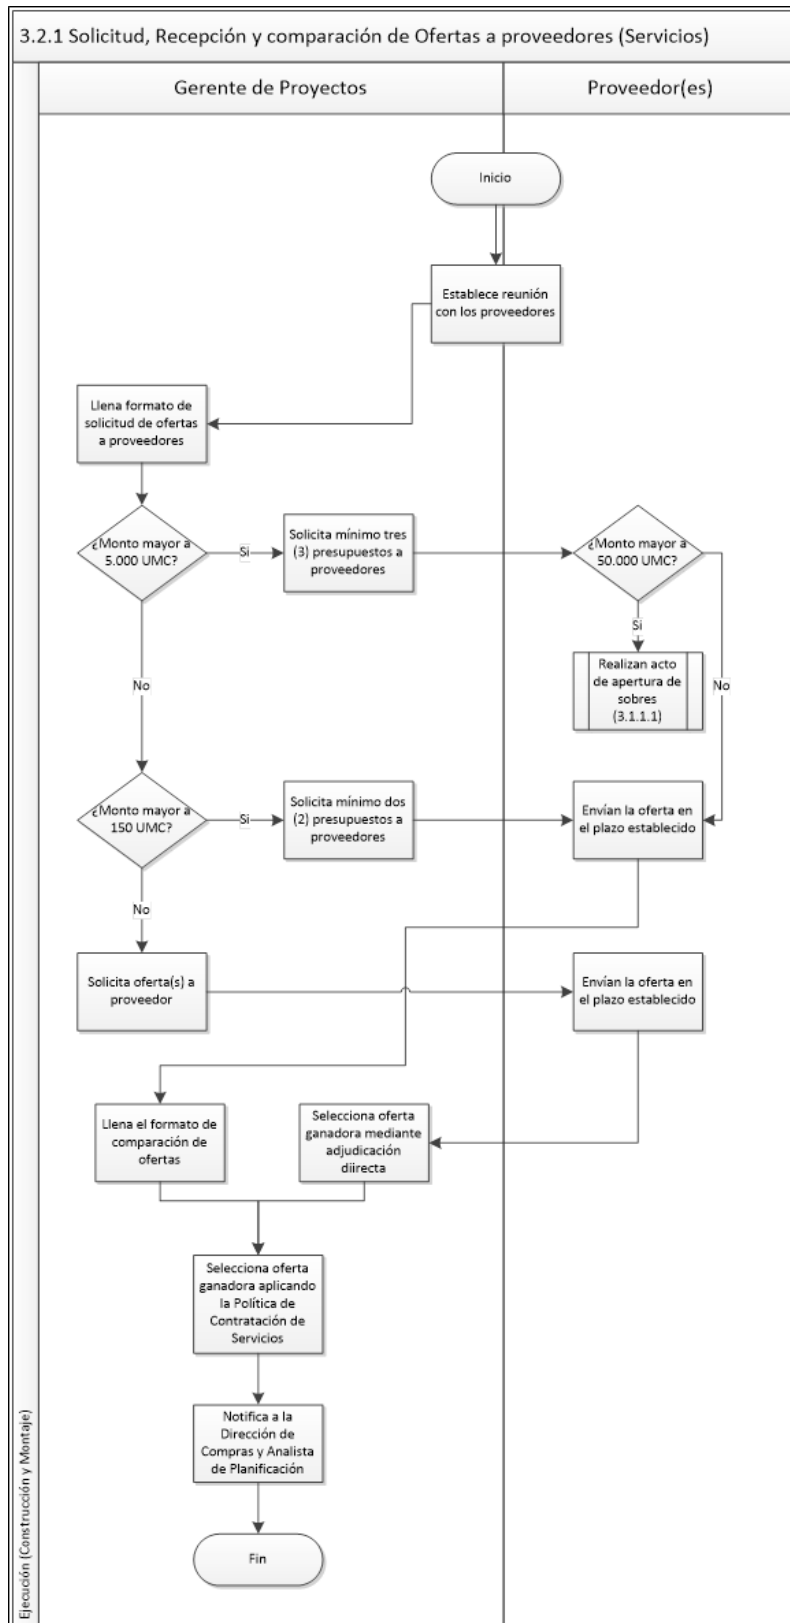 3.2.1 Solicitud, Recepción y comparación de Ofertas a proveedores (Servicios)
Gerente de Proyectos
Proveedor(es)
Inicio
Establece reunión
con los proveedores
Llena formato de
solicitud de ofertas
a proveedores
¿Monto mayor a
5.000 UMC?
Si
Solicita mínimo tres
(3) presupuestos a
proveedores
¿Monto mayor a
50.000 UMC?
Si
No
Realizan acto
de apertura de
sobres
(3.1.1.1)
No
¿Monto mayor a
150 UMC?
Si
Solicita mínimo dos
(2) presupuestos a
proveedores
Envían la oferta en
el plazo establecido
No
Solicita oferta(s) a
proveedor
Envían la oferta en
el plazo establecido
Llena el formato de
comparación de
ofertas
Selecciona oferta
ganadora mediante
adjudicación
diirecta
Selecciona oferta
ganadora aplicando
la Política de
Contratación de
Servicios
Notifica a la
Dirección de
Compras y Analista
de Planificación
Fin
Ejecución (Construcción y Montaje)